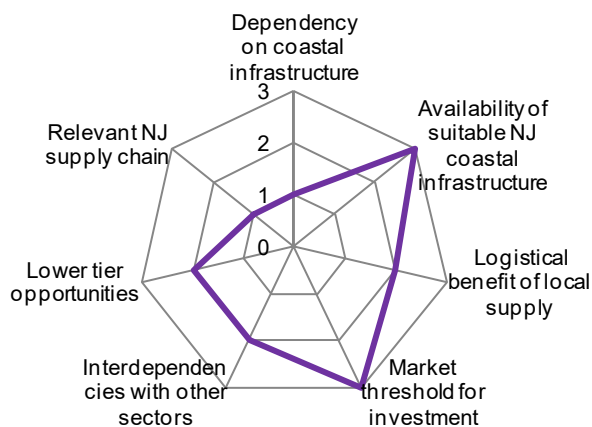 Dependency
on coastal
infrastructure
3
2
1
0
Availability of
suitable NJ
coastal
infrastructure
Logistical
benefit of local
supply
Market
threshold for
investment
Interdependen
cies with other
sectors
Lower tier
opportunities
Relevant NJ
supply chain